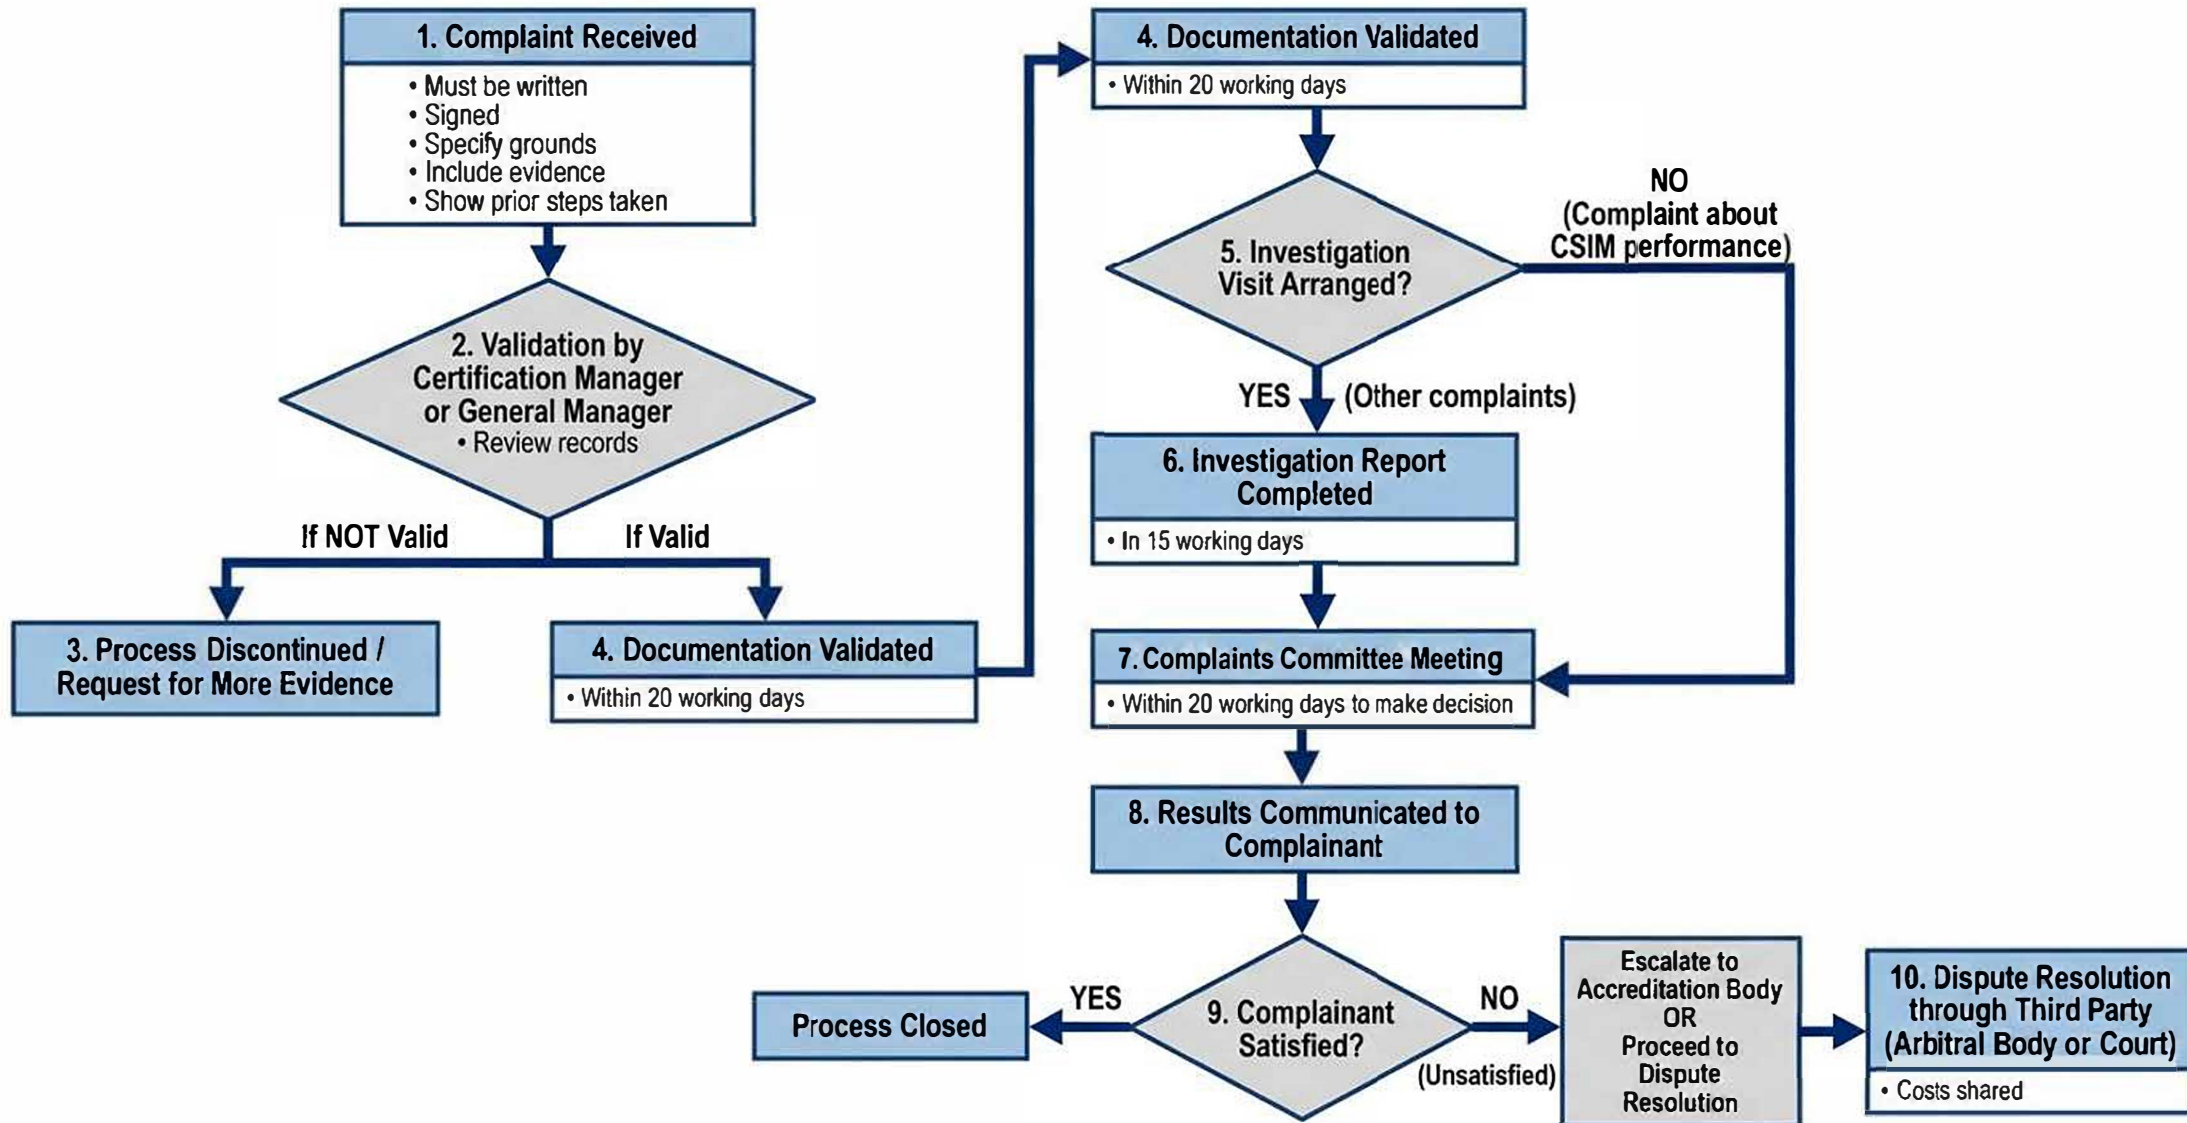 1. Complaint Received
• Must be written
• Signed
• Specify grounds
• Include evidence
• Show prior steps taken
2. Validation by
Certification Manager
or General Manager
• Review records
If NOT Valid
If Valid
3. Process Discontinued /
Request for More Evidence
4. Documentation Validated
• Within 20 working days
4. Documentation Validated
• Within 20 working days
5. Investigation
Visit Arranged?
NO
(Complaint about
CSIM performance)
YES
(Other complaints)
6. Investigation Report
Completed
• In 15 working days
7. Complaints Committee Meeting
• Within 20 working days to make decision
8. Results Communicated to
Complainant
9. Complainant
Satisfied?
YES
Process Closed
NO
(Unsatisfied)
Escalate to
Accreditation Body
OR
Proceed to
Dispute
Resolution
10. Dispute Resolution
through Third Party
(Arbitral Body or Court)
• Costs shared